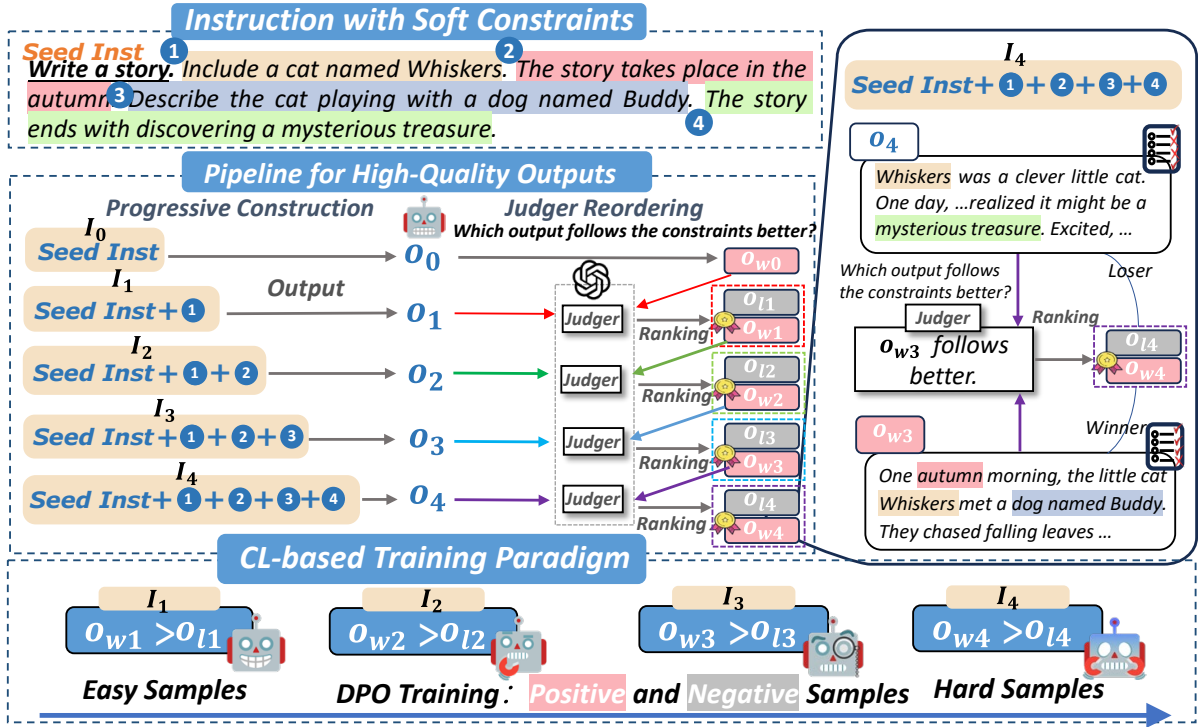 Instruction with Soft Constraints
Seed Inst 1 2
Write a story. Include a cat named Whiskers. The story takes place in the
autumn. 3 Describe the cat playing with a dog named Buddy. The story
ends with discovering a mysterious treasure. 4
Pipeline for High-Quality Outputs
Progressive Construction
Judger Reordering
Which output follows the constraints better?
I0
Seed Inst
O0
Ow0
I1
Seed Inst+ 1
Output
O1
Judger
Ranking
Ol1
Ow1
I2
Seed Inst+ 1 + 2
O2
Judger
Ranking
Ol2
Ow2
I3
Seed Inst+ 1 + 2 + 3
O3
Judger
Ranking
Ol3
Ow3
I4
Seed Inst+ 1 + 2 + 3 + 4
O4
Judger
Ranking
Ol4
Ow4
I4
Seed Inst+ 1 + 2 + 3 + 4
O4
Whiskers was a clever little cat.
One day, ...realized it might be a
mysterious treasure. Excited, ...
Which output follows
the constraints better?
Loser
Judger
Ranking
Ow3 follows
better.
Ol4
Ow4
Winner
Ow3
One autumn morning, the little cat
Whiskers met a dog named Buddy.
They chased falling leaves ...
CL-based Training Paradigm
I1
Ow1 >Ol1
I2
Ow2 >Ol2
I3
Ow3 >Ol3
I4
Ow4 >Ol4
Easy Samples
DPO Training: Positive and Negative Samples
Hard Samples